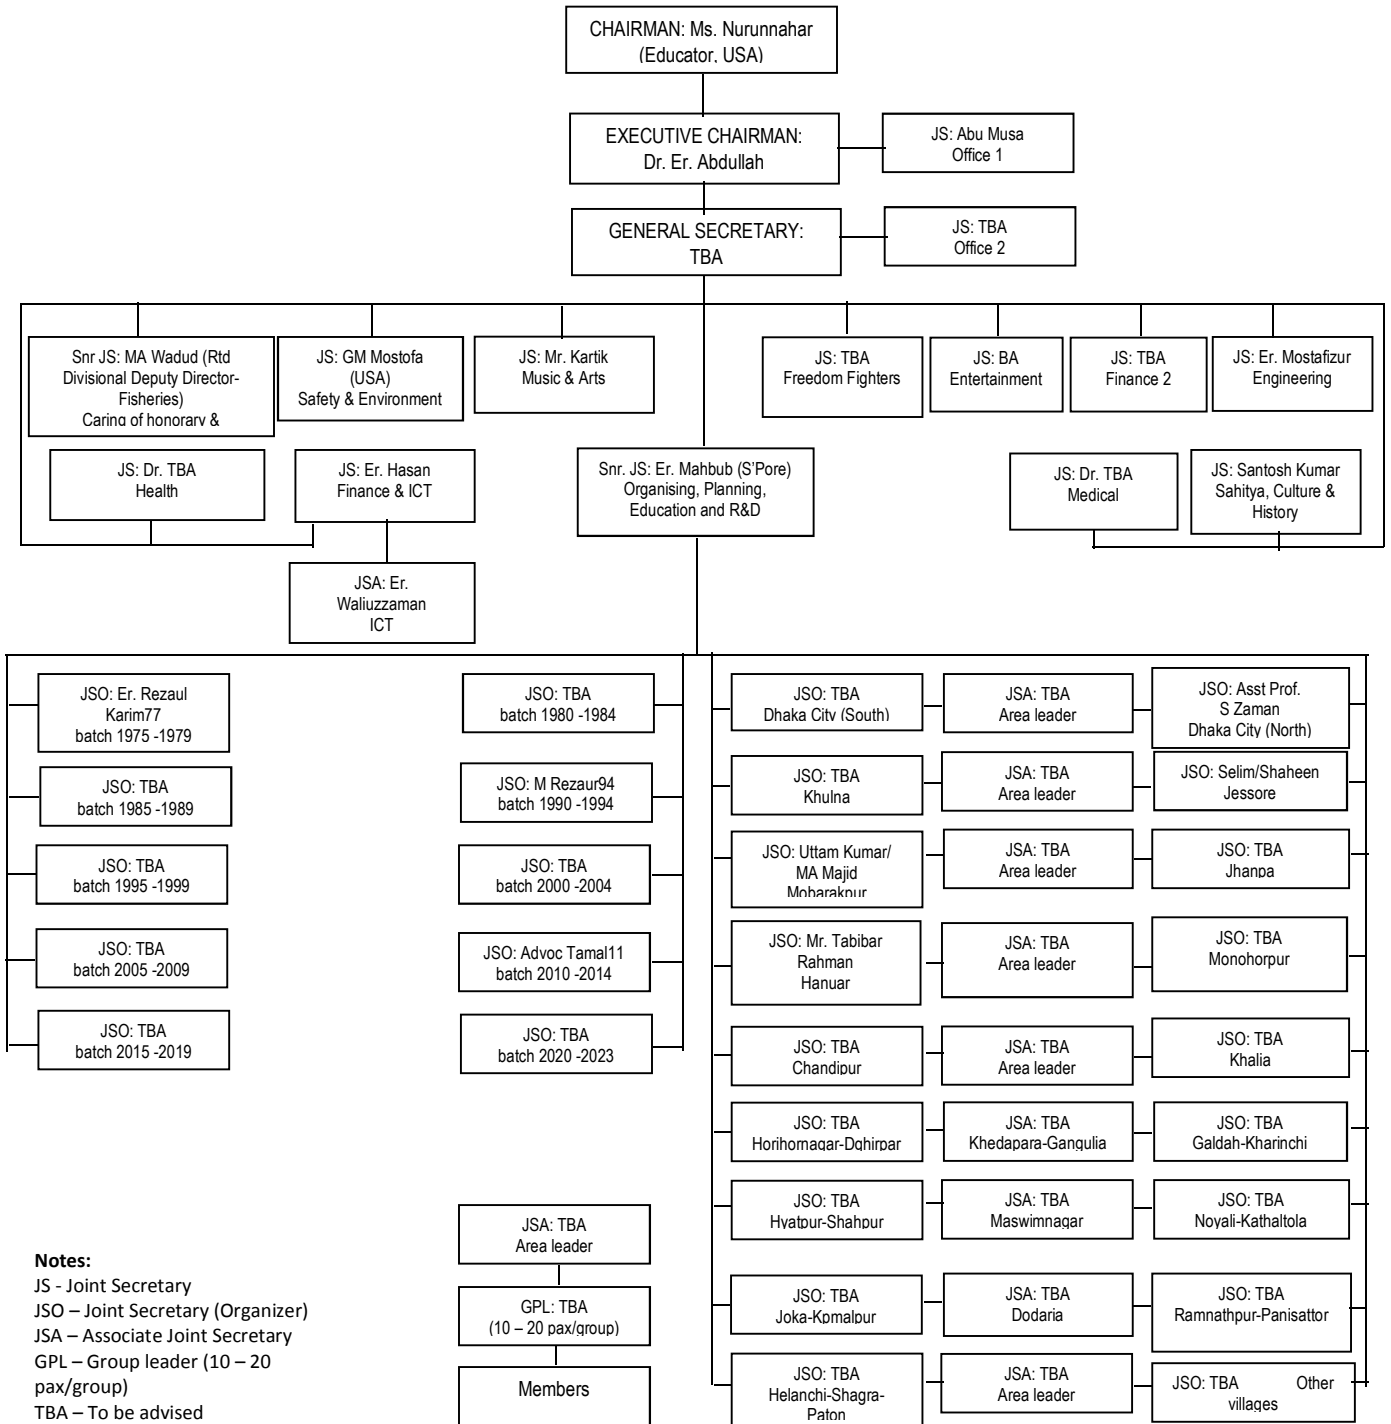 CHAIRMAN: Ms. Nurunnahar
(Educator, USA)
EXECUTIVE CHAIRMAN:
Dr. Er. Abdullah
JS: Abu Musa
Office 1
GENERAL SECRETARY:
TBA
JS: TBA
Office 2
Snr JS: MA Wadud (Rtd
Divisional Deputy Director-
Fisheries)
Caring of honorary &
JS: GM Mostofa
(USA)
Safety & Environment
JS: Mr. Kartik
Music & Arts
JS: TBA
Freedom Fighters
JS: BA
Entertainment
JS: TBA
Finance 2
JS: Er. Mostafizur
Engineering
JS: Dr. TBA
Health
JS: Er. Hasan
Finance & ICT
Snr. JS: Er. Mahbub (S'Pore)
Organising, Planning,
Education and R&D
JS: Dr. TBA
Medical
JS: Santosh Kumar
Sahitya, Culture &
History
JSA: Er.
Waliuzzaman
ICT
JSO: Er. Rezaul
Karim77
batch 1975 -1979
JSO: TBA
batch 1980 -1984
JSO: TBA
batch 1985 -1989
JSO: M Rezaur94
batch 1990 -1994
JSO: TBA
batch 1995 -1999
JSO: TBA
batch 2000 -2004
JSO: TBA
batch 2005 -2009
JSO: Advoc Tamal11
batch 2010 -2014
JSO: TBA
batch 2015 -2019
JSO: TBA
batch 2020 -2023
JSO: TBA
Dhaka City (South)
JSA: TBA
Area leader
JSO: Asst Prof.
S Zaman
Dhaka City (North)
JSO: TBA
Khulna
JSA: TBA
Area leader
JSO: Selim/Shaheen
Jessore
JSO: Uttam Kumar/
MA Majid
Mobarakpur
JSA: TBA
Area leader
JSO: TBA
Jhanpa
JSO: Mr. Tabibar
Rahman
Hanuar
JSA: TBA
Area leader
JSO: TBA
Monohorpur
JSO: TBA
Chandipur
JSA: TBA
Area leader
JSO: TBA
Khalia
JSO: TBA
Horihornagar-Dghirpar
JSA: TBA
Khedapara-Gangulia
JSO: TBA
Galdah-Kharinchi
JSO: TBA
Hyatpur-Shahpur
JSA: TBA
Maswimnagar
JSO: TBA
Noyali-Kathaltola
JSO: TBA
Joka-Kpmalpur
JSA: TBA
Dodaria
JSO: TBA
Ramnathpur-Panisattor
JSO: TBA
Helanchi-Shagra-
Paton
JSA: TBA
Area leader
JSO: TBA Other
villages
JSA: TBA
Area leader
GPL: TBA
(10 – 20 pax/group)
Members
Notes:
JS - Joint Secretary
JSO – Joint Secretary (Organizer)
JSA – Associate Joint Secretary
GPL – Group leader (10 – 20
pax/group)
TBA – To be advised